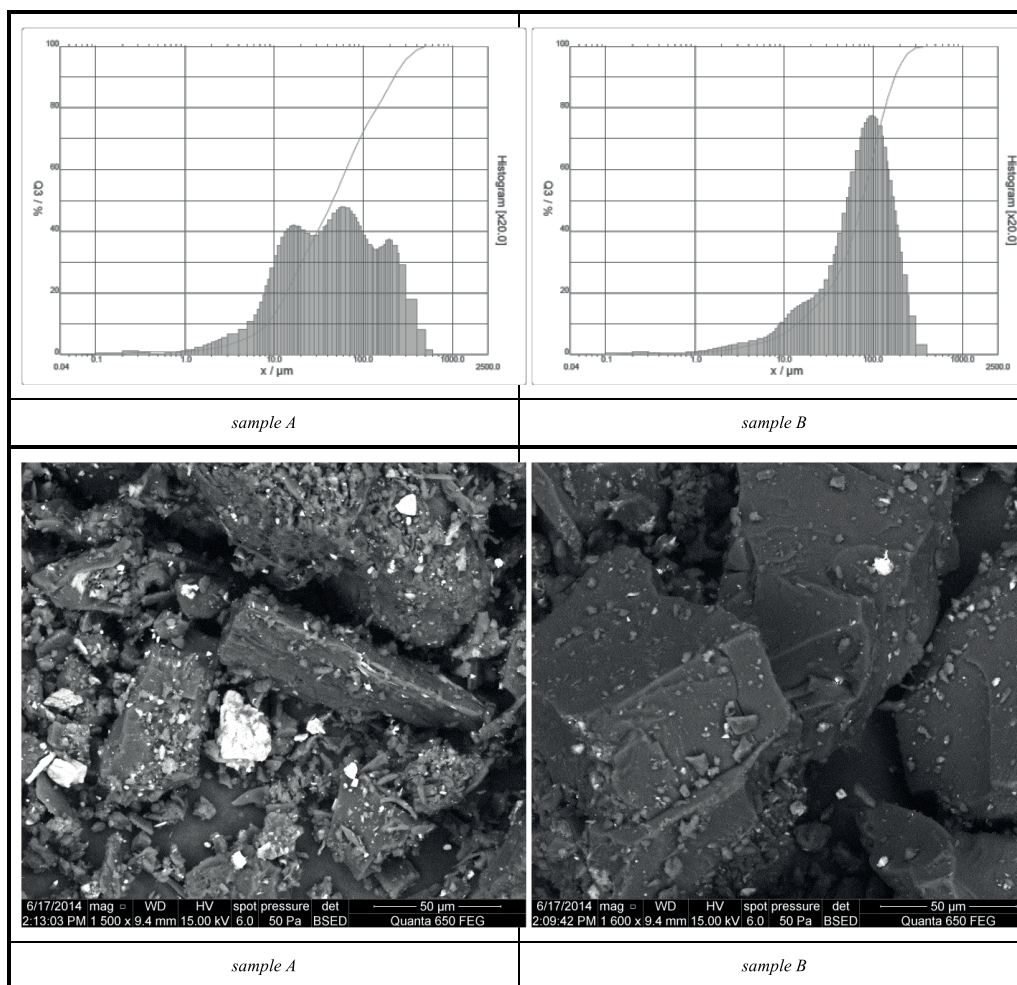 100
80
60
40
20
0
Q3 / %
Histogram [x20.0]
0.04
0.1
1.0
10.0
100.0
1000.0
2500.0
x / µm
100
80
60
40
20
0
Q3 / %
Histogram [x20.0]
0.04
0.1
1.0
10.0
100.0
1000.0
2500.0
x / µm
sample A
sample B
6/17/2014 mag □ WD HV spot pressure det 50 µm
2:13:03 PM 1 500 x 9.4 mm 15.00 kV 6.0 50 Pa BSED Quanta 650 FEG
6/17/2014 mag □ WD HV spot pressure det 50 µm
2:09:42 PM 1 600 x 9.4 mm 15.00 kV 6.0 50 Pa BSED Quanta 650 FEG
sample A
sample B